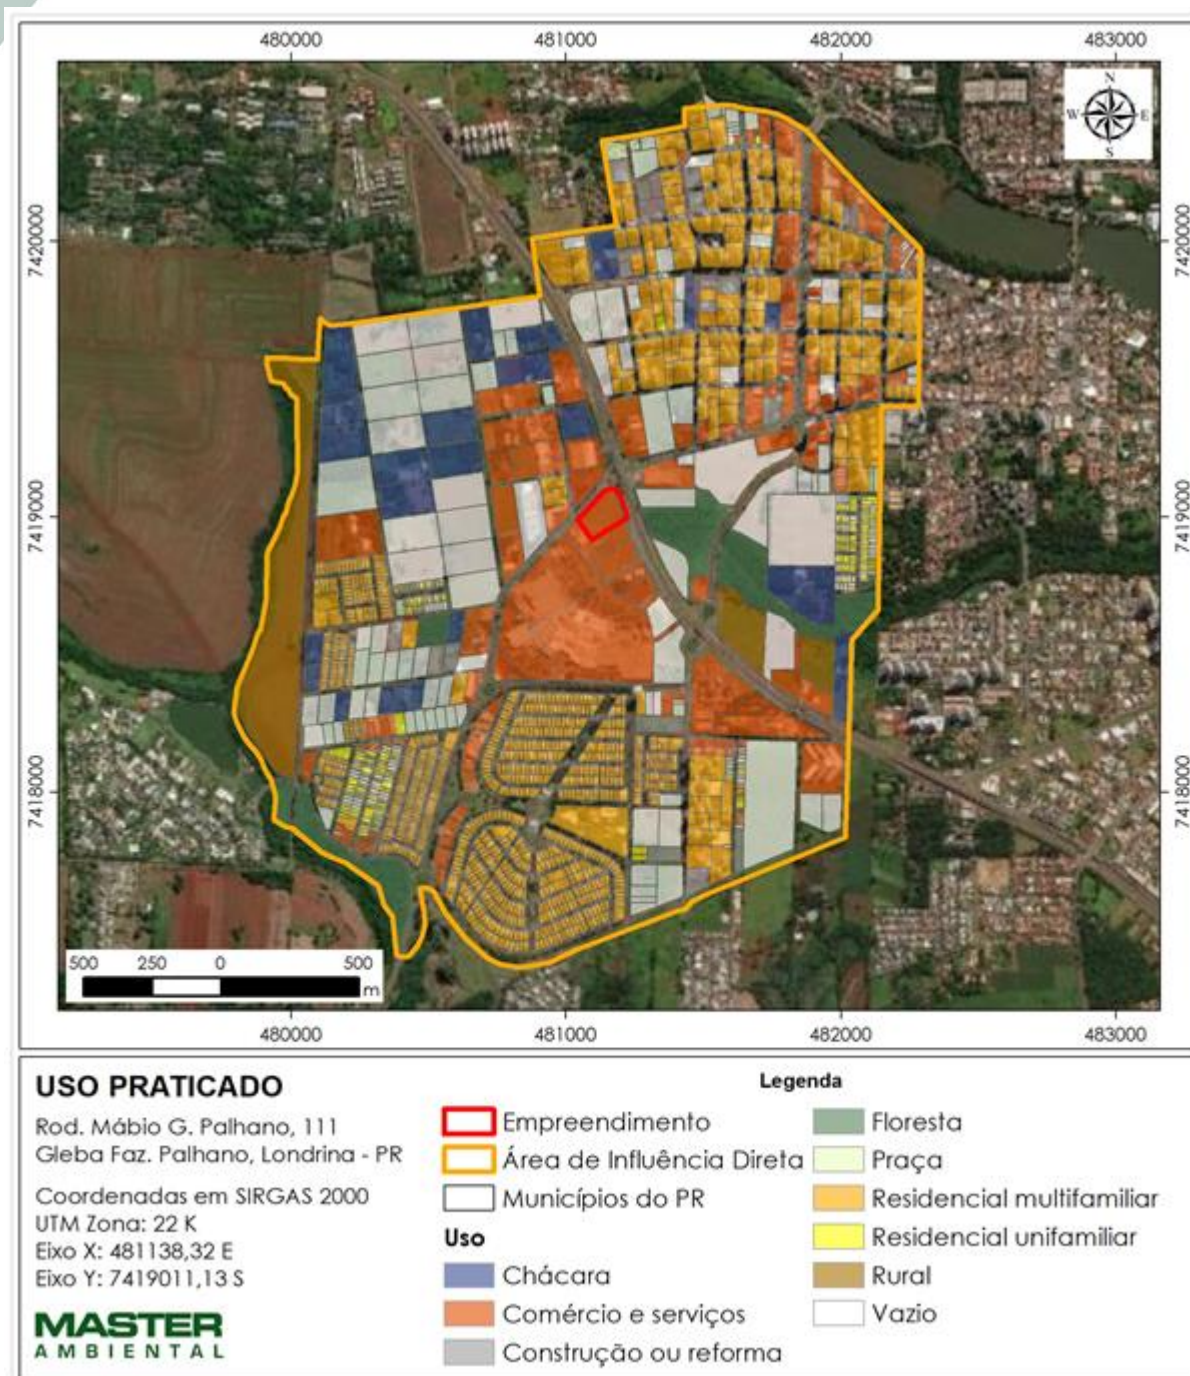 480000 481000 482000 483000
N
W E
S
7420000 7420000
7419000 7419000
7418000 7418000
500 250 0 500
m
480000 481000 482000 483000
USO PRATICADO
Rod. Mábio G. Palhano, 111
Gleba Faz. Palhano, Londrina - PR
Coordenadas em SIRGAS 2000
UTM Zona: 22 K
Eixo X: 481138,32 E
Eixo Y: 7419011,13 S
MASTER
AMBIENTAL
Legenda
Empreendimento
Área de Influência Direta
Municípios do PR
Uso
Chácara
Comércio e serviços
Construção ou reforma
Floresta
Praça
Residencial multifamiliar
Residencial unifamiliar
Rural
Vazio